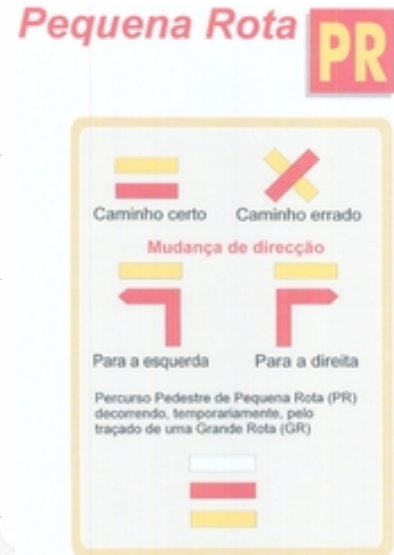 Pequena Rota PR
Caminho certo Caminho errado
Mudança de direcção
Para a esquerda Para a direita
Percurso Pedestre de Pequena Rota (PR)
decorrendo, temporariamente, pelo
traçado de uma Grande Rota (GR)